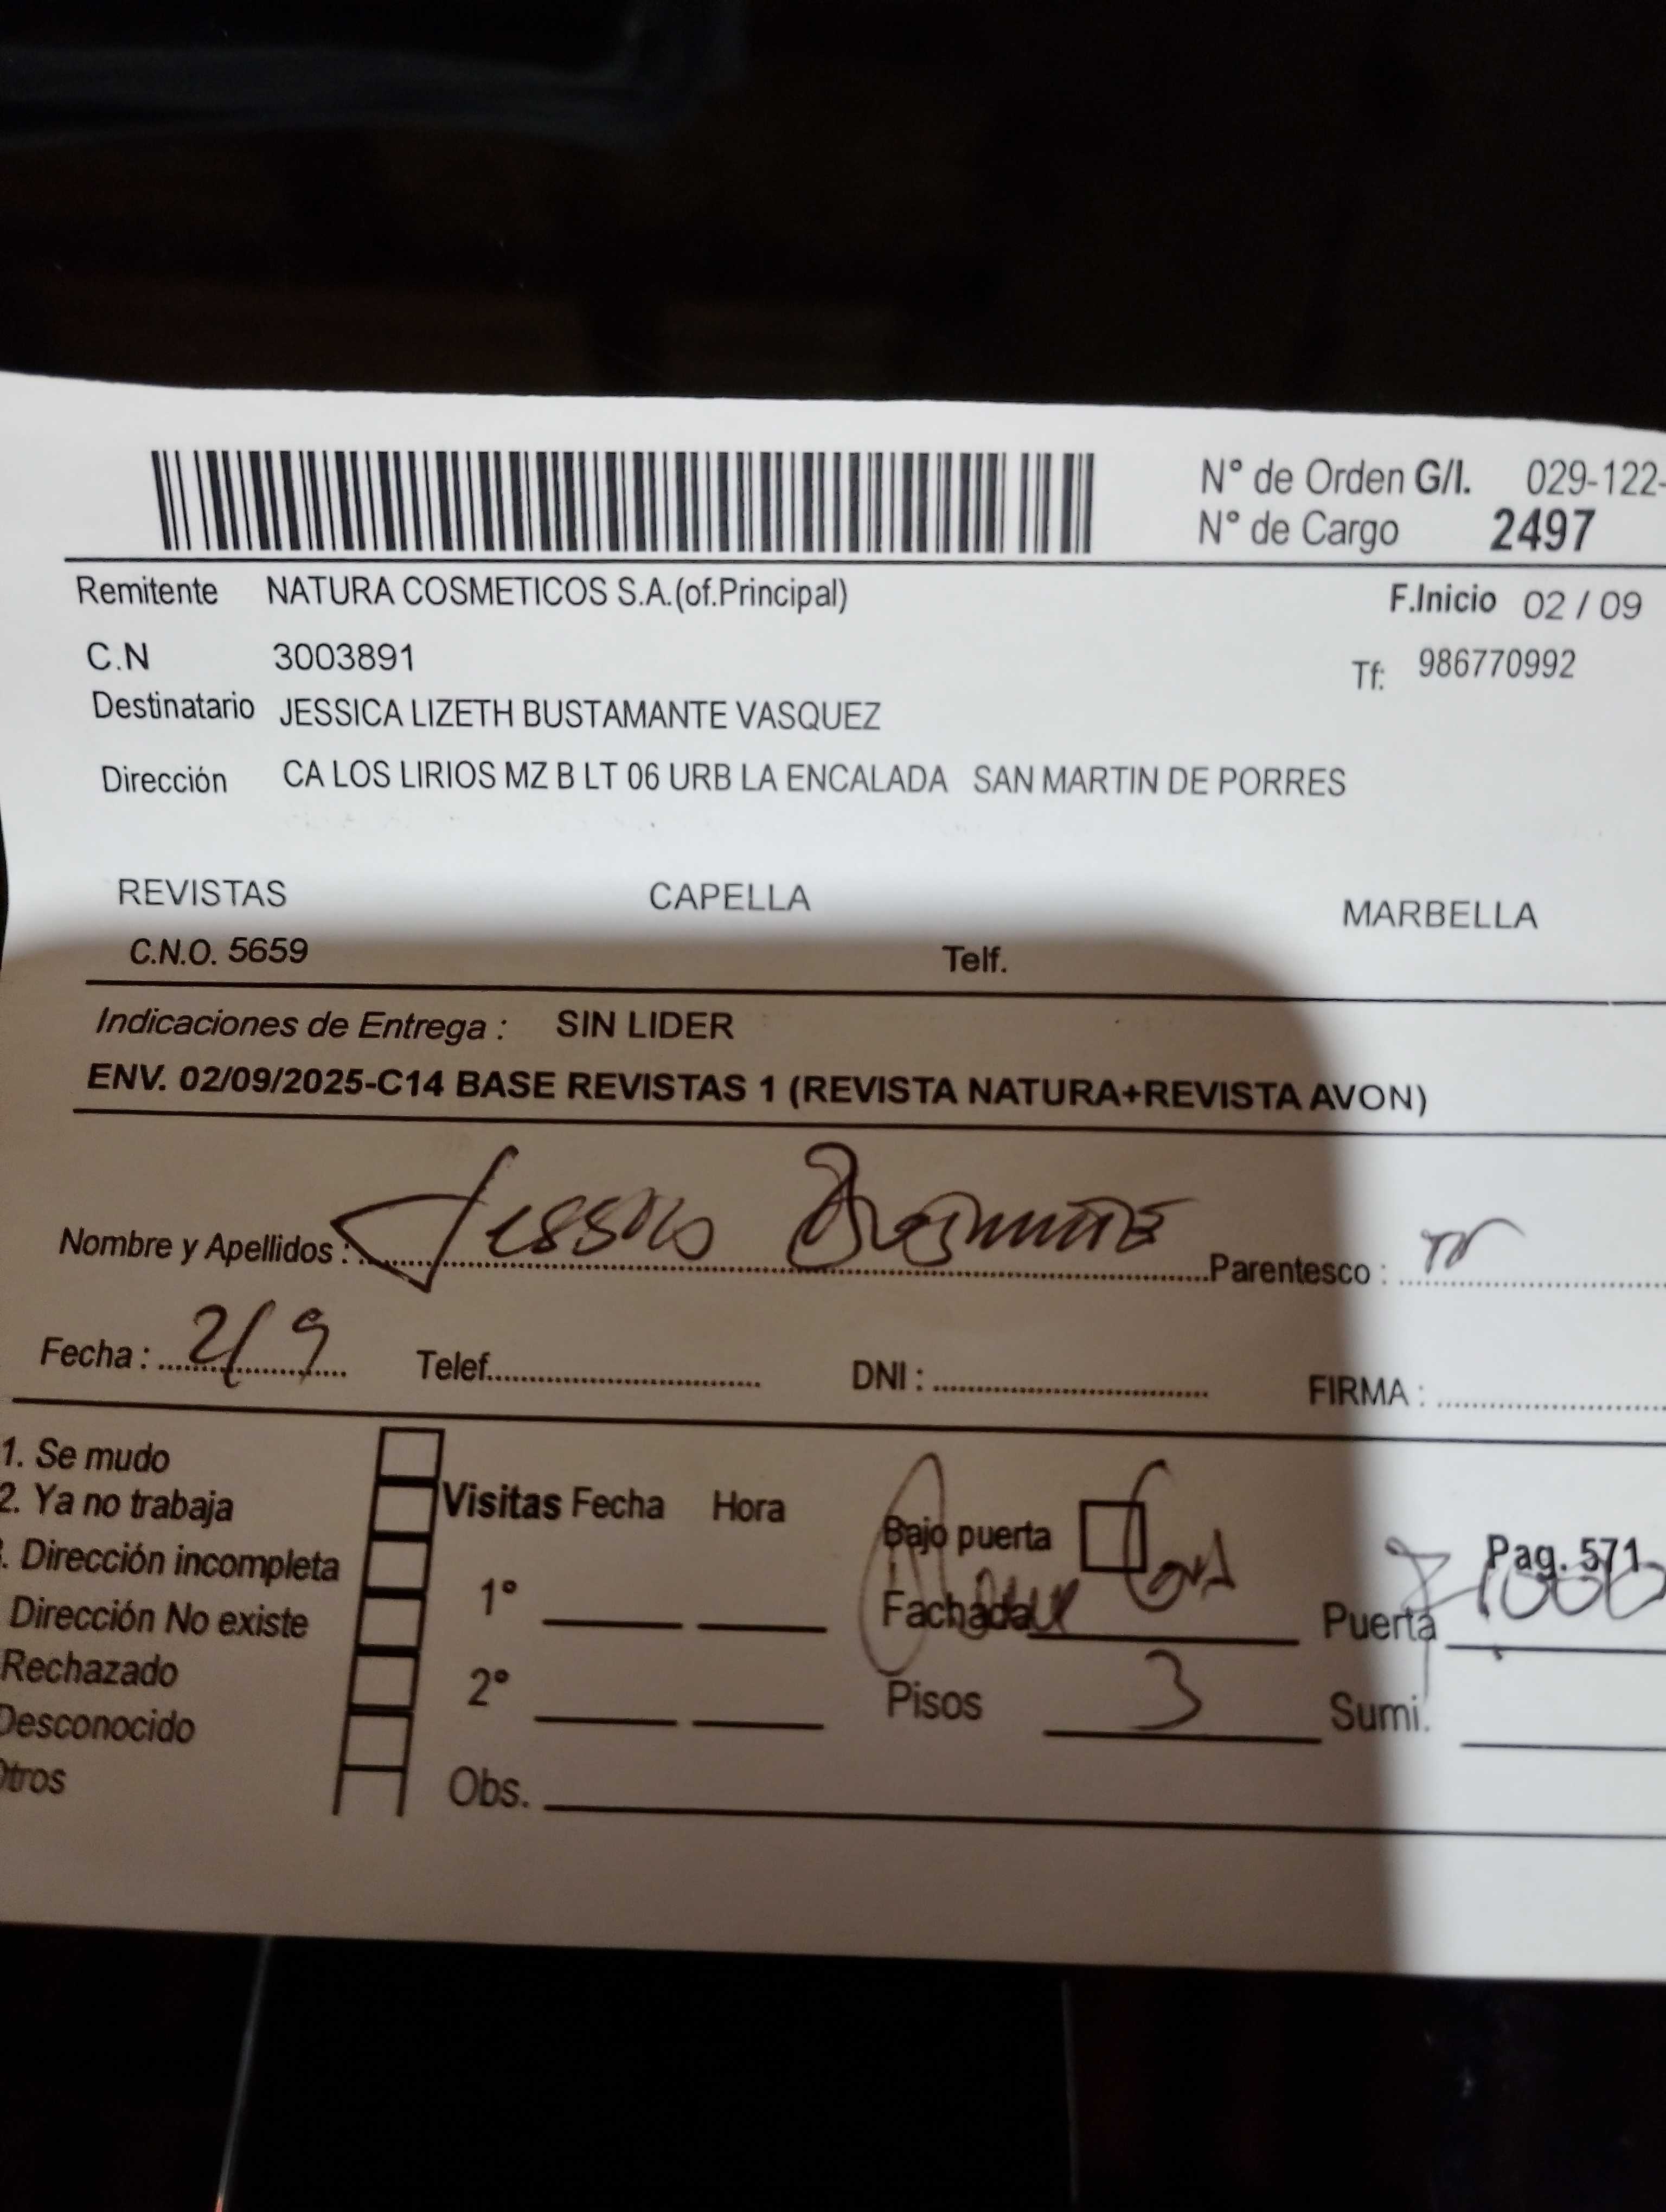 N° de Orden G/I. 029-122-
N° de Cargo 2497
Remitente NATURA COSMETICOS S.A.(of.Principal) F.Inicio 02 / 09
C.N 3003891 Tf: 986770992
Destinatario JESSICA LIZETH BUSTAMANTE VASQUEZ
Dirección CA LOS LIRIOS MZ B LT 06 URB LA ENCALADA SAN MARTIN DE PORRES
REVISTAS CAPELLA MARBELLA
C.N.O. 5659 Telf.
Indicaciones de Entrega : SIN LIDER
ENV. 02/09/2025-C14 BASE REVISTAS 1 (REVISTA NATURA+REVISTA AVON)
Nombre y Apellidos : Parentesco :
Fecha : 2/9 Telef. DNI : FIRMA :
1. Se mudo
2. Ya no trabaja Visitas Fecha Hora Bajo puerta Pag. 571
. Dirección incompleta
Dirección No existe 1° Fachada Puerta
Rechazado 2° Pisos 3 Sumi.
Desconocido
Otros Obs.